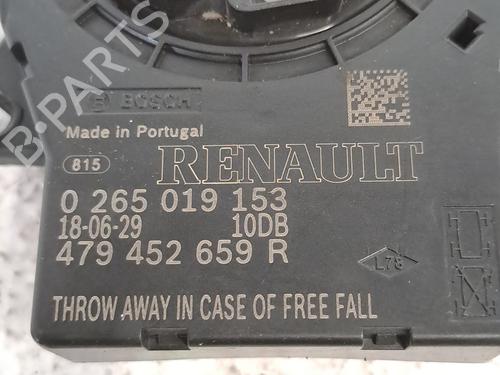 BOSCH
Made in Portugal
815 RENAULT
0 265 019 153
18-06-29 10DB
479 452 659 R
L78
THROW AWAY IN CASE OF FREE FALL
B-PARTS